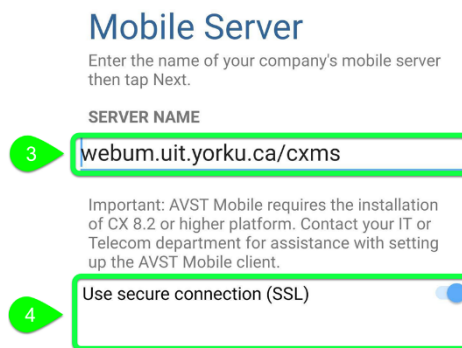 Mobile Server
Enter the name of your company's mobile server
then tap Next.
SERVER NAME
3
webum.uit.yorku.ca/cxms
Important: AVST Mobile requires the installation
of CX 8.2 or higher platform. Contact your IT or
Telecom department for assistance with setting
up the AVST Mobile client.
4
Use secure connection (SSL)